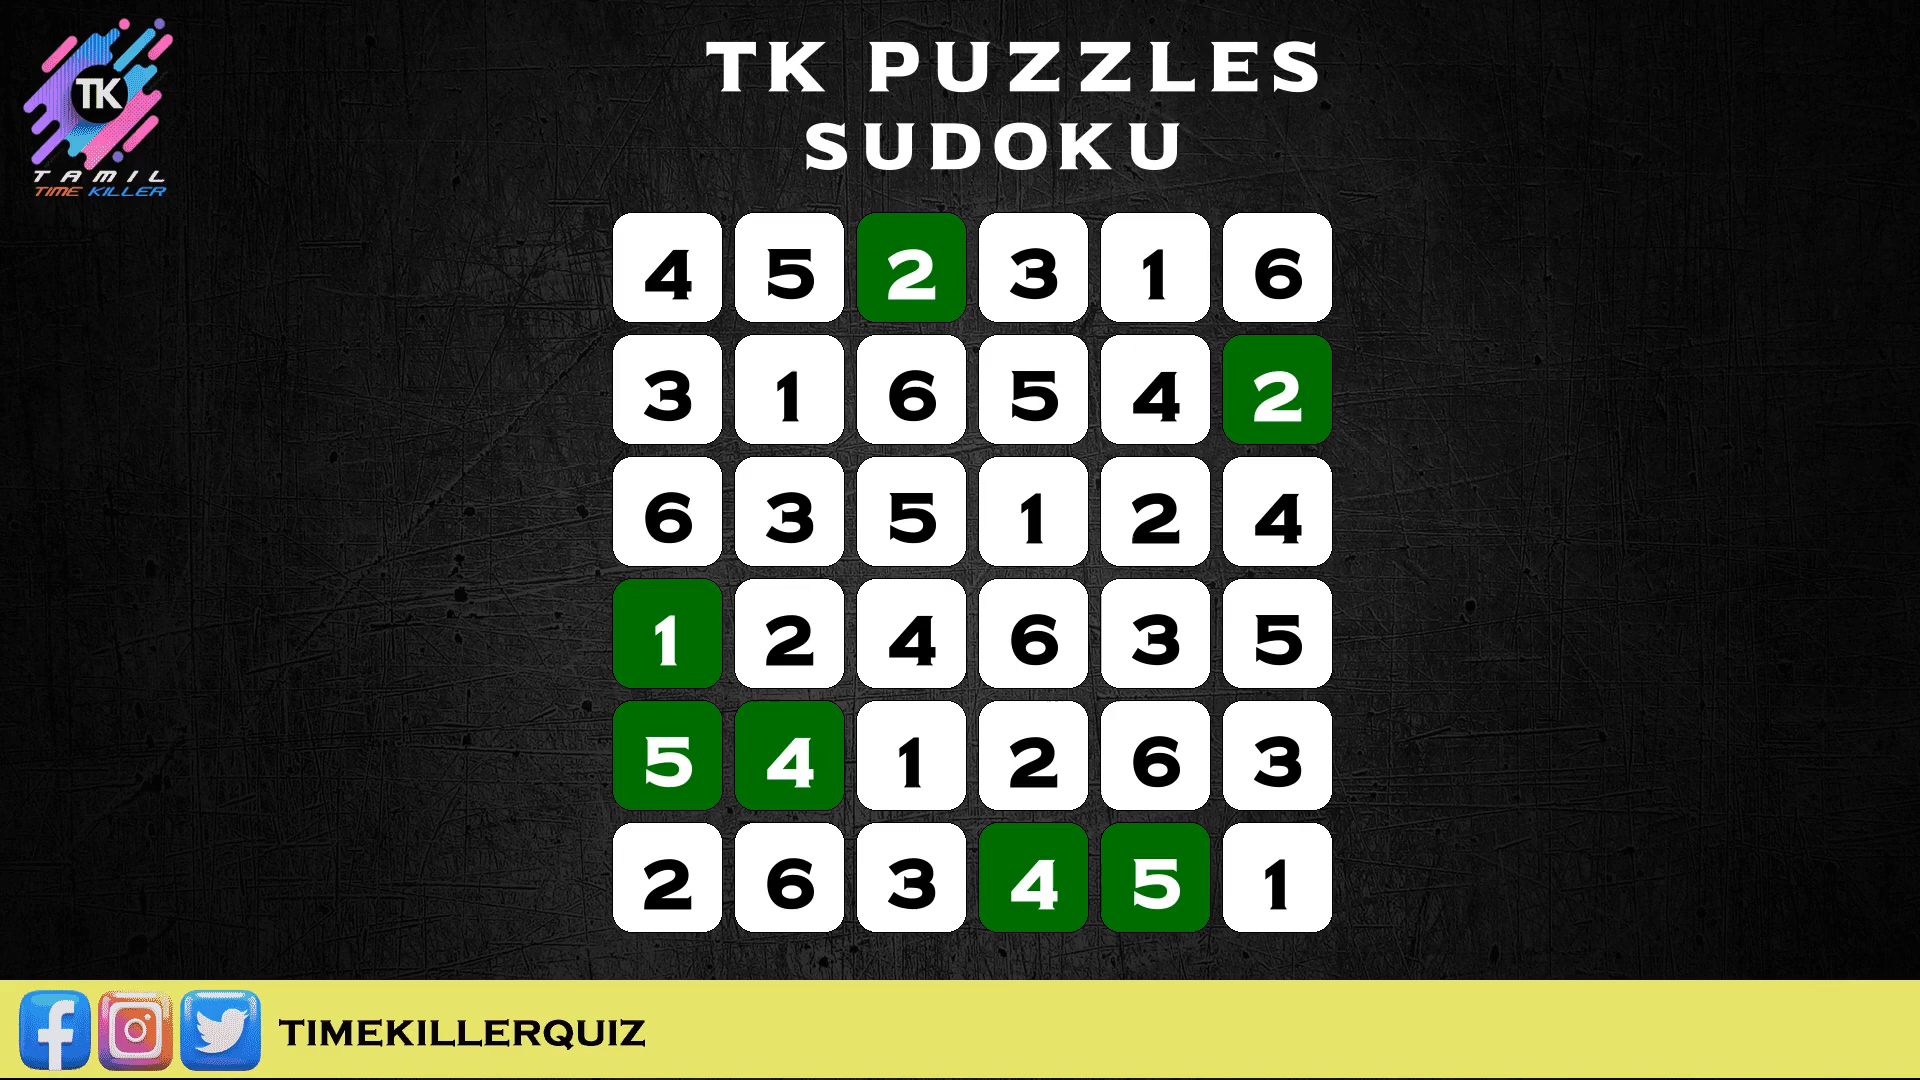 TK
TAMIL
TIME KILLER
TK PUZZLES
SUDOKU
4 5 2 3 1 6
3 1 6 5 4 2
6 3 5 1 2 4
1 2 4 6 3 5
5 4 1 2 6 3
2 6 3 4 5 1
TIMEKILLERQUIZ